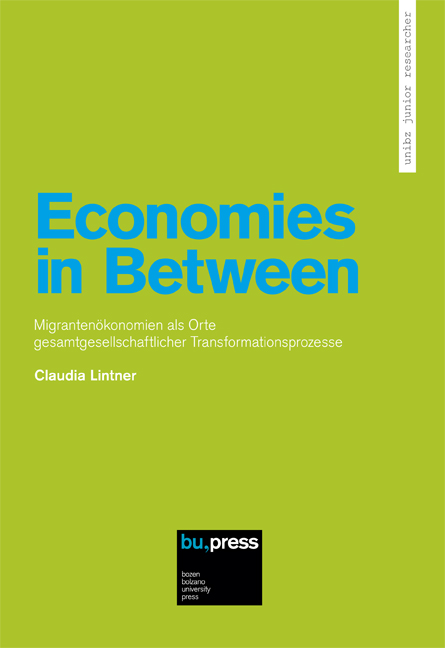 unibz junior researcher
Economies
in Between
Migrantenökonomien als Orte
gesamtgesellschaftlicher Transformationsprozesse
Claudia Lintner
bu,press
bozen
bolzano
university
press